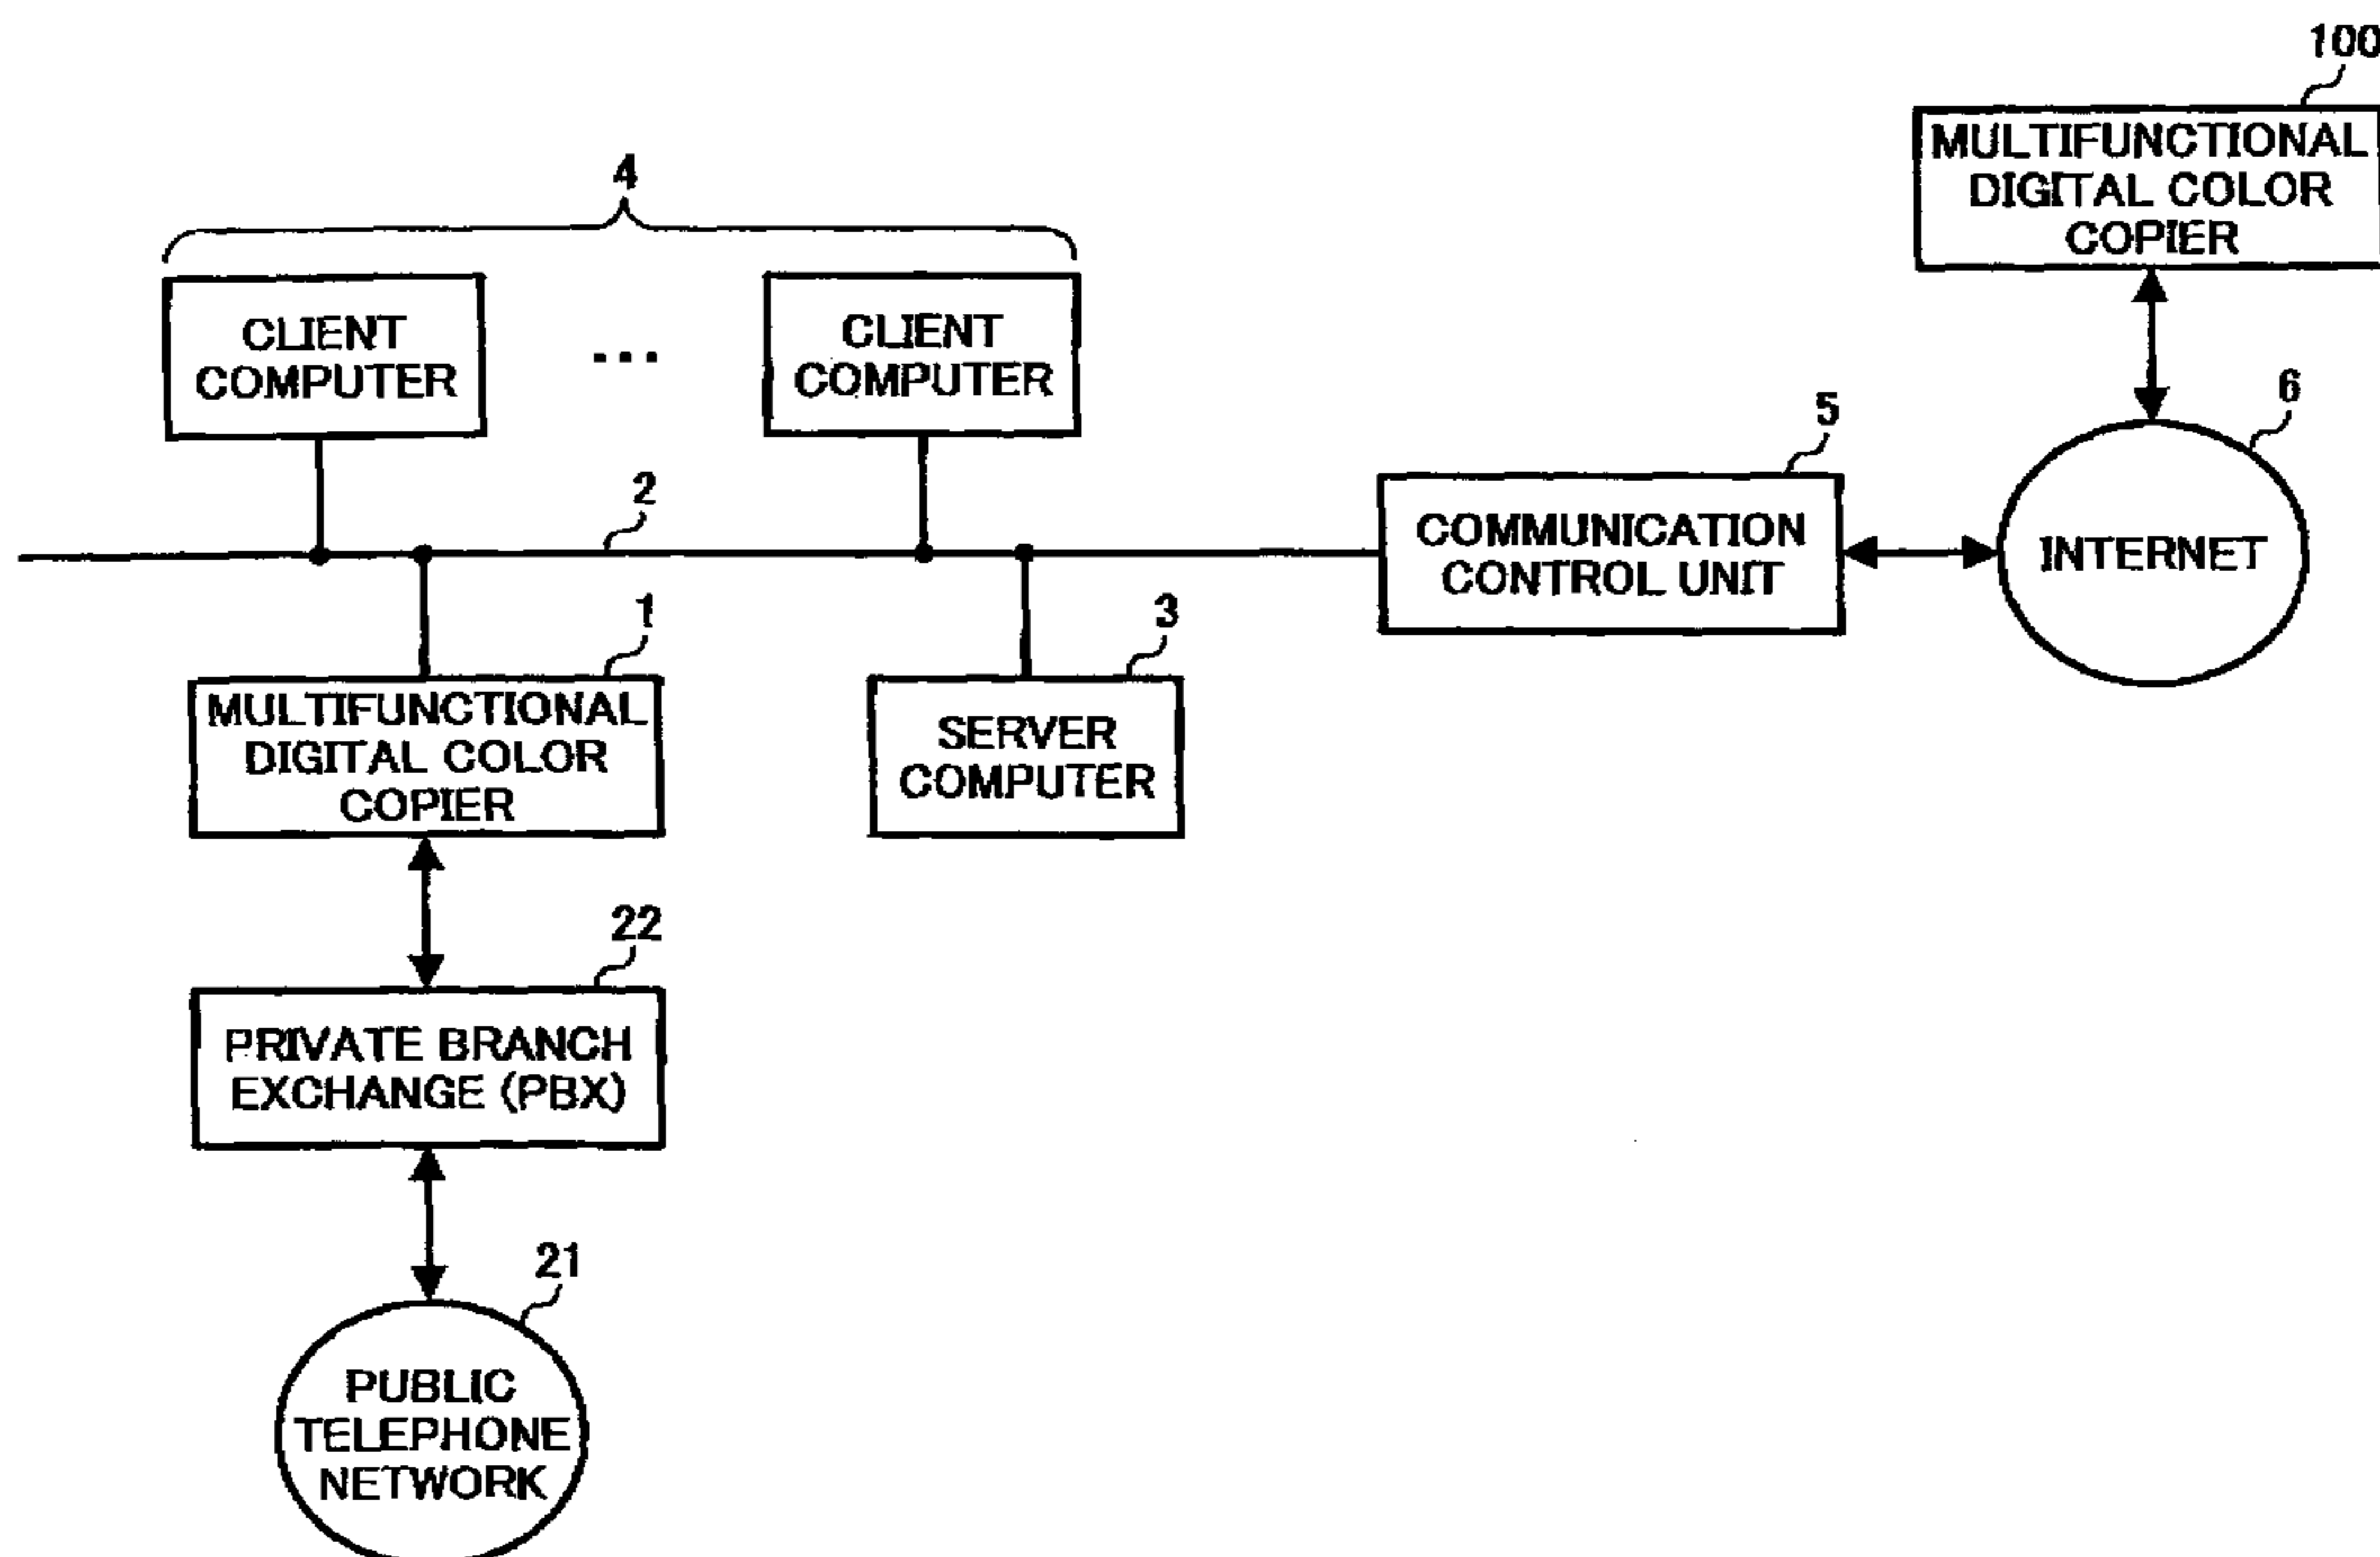 100
MULTIFUNCTIONAL
DIGITAL COLOR
COPIER
4
CLIENT
COMPUTER
...
CLIENT
COMPUTER
2
5
COMMUNICATION
CONTROL UNIT
6
INTERNET
1
MULTIFUNCTIONAL
DIGITAL COLOR
COPIER
3
SERVER
COMPUTER
22
PRIVATE BRANCH
EXCHANGE (PBX)
21
PUBLIC
TELEPHONE
NETWORK